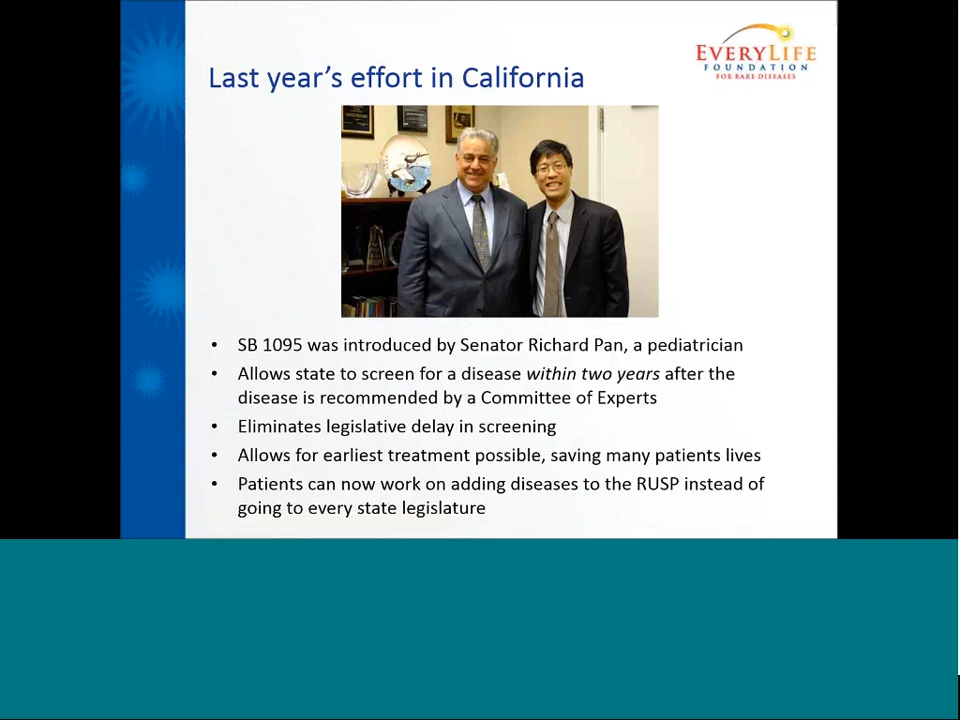 EVERYLIFE
FOUNDATION
FOR RARE DISEASES
Last year’s effort in California
• SB 1095 was introduced by Senator Richard Pan, a pediatrician
• Allows state to screen for a disease within two years after the
disease is recommended by a Committee of Experts
• Eliminates legislative delay in screening
• Allows for earliest treatment possible, saving many patients lives
• Patients can now work on adding diseases to the RUSP instead of
going to every state legislature